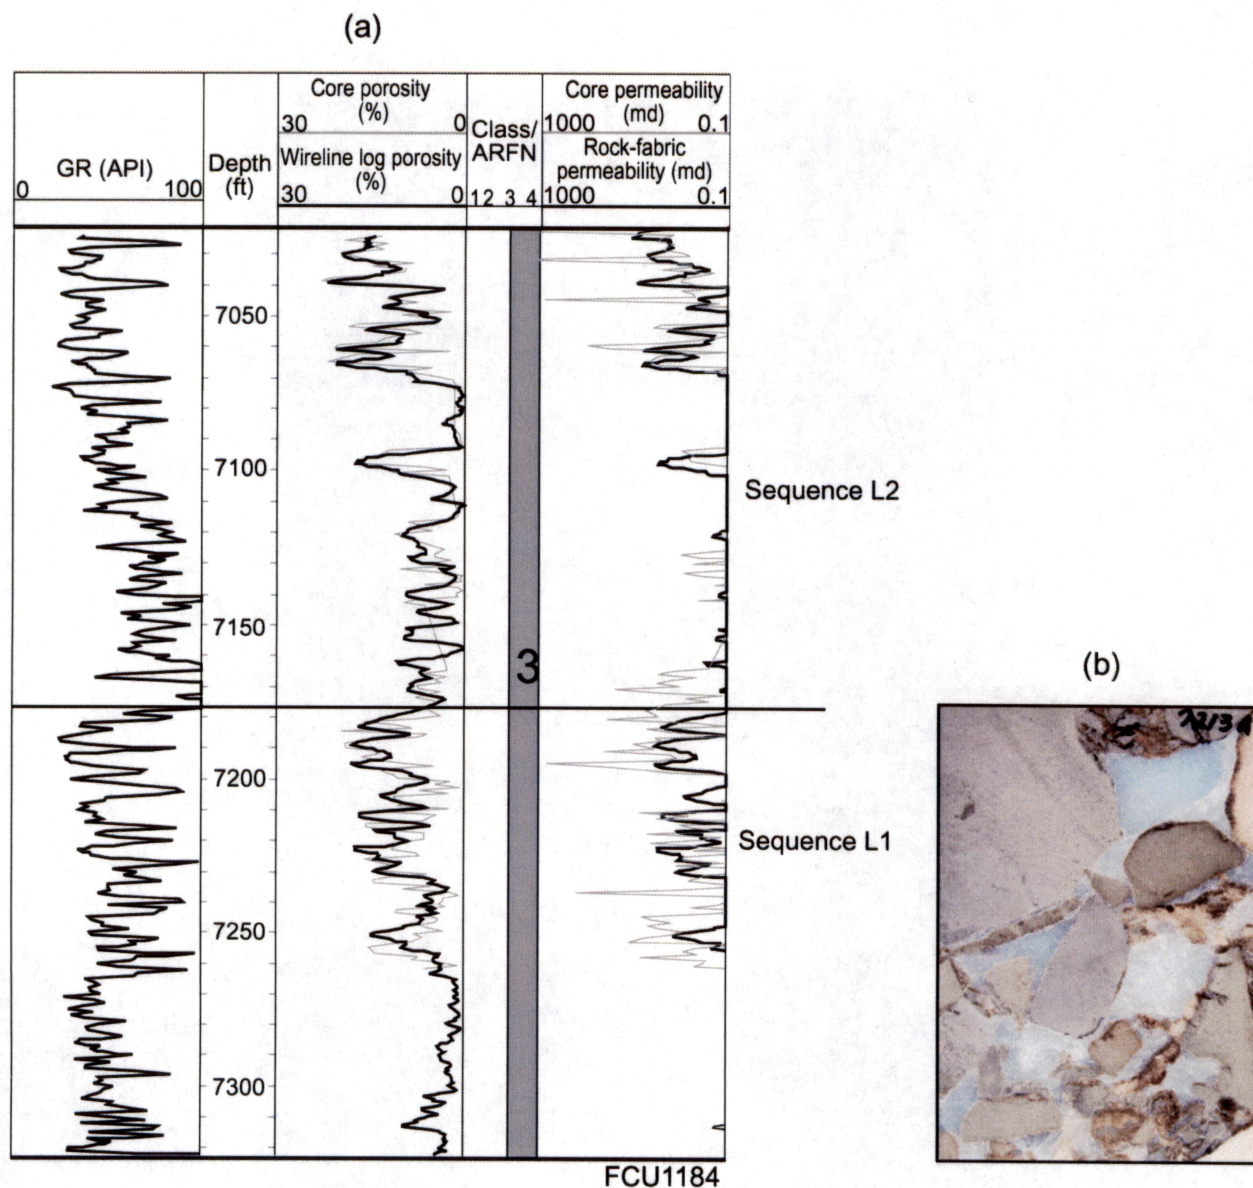 (a)
Core porosity
(%)
30 0
Wireline log porosity
(%)
30 0
GR (API)
0 100
Depth
(ft)
Class/
ARFN
1 2 3 4
Core permeability
(md)
1000 0.1
Rock-fabric
permeability (md)
1000 0.1
7050
7100
7150
7200
7250
7300
3
Sequence L2
Sequence L1
FCU1184
(b)